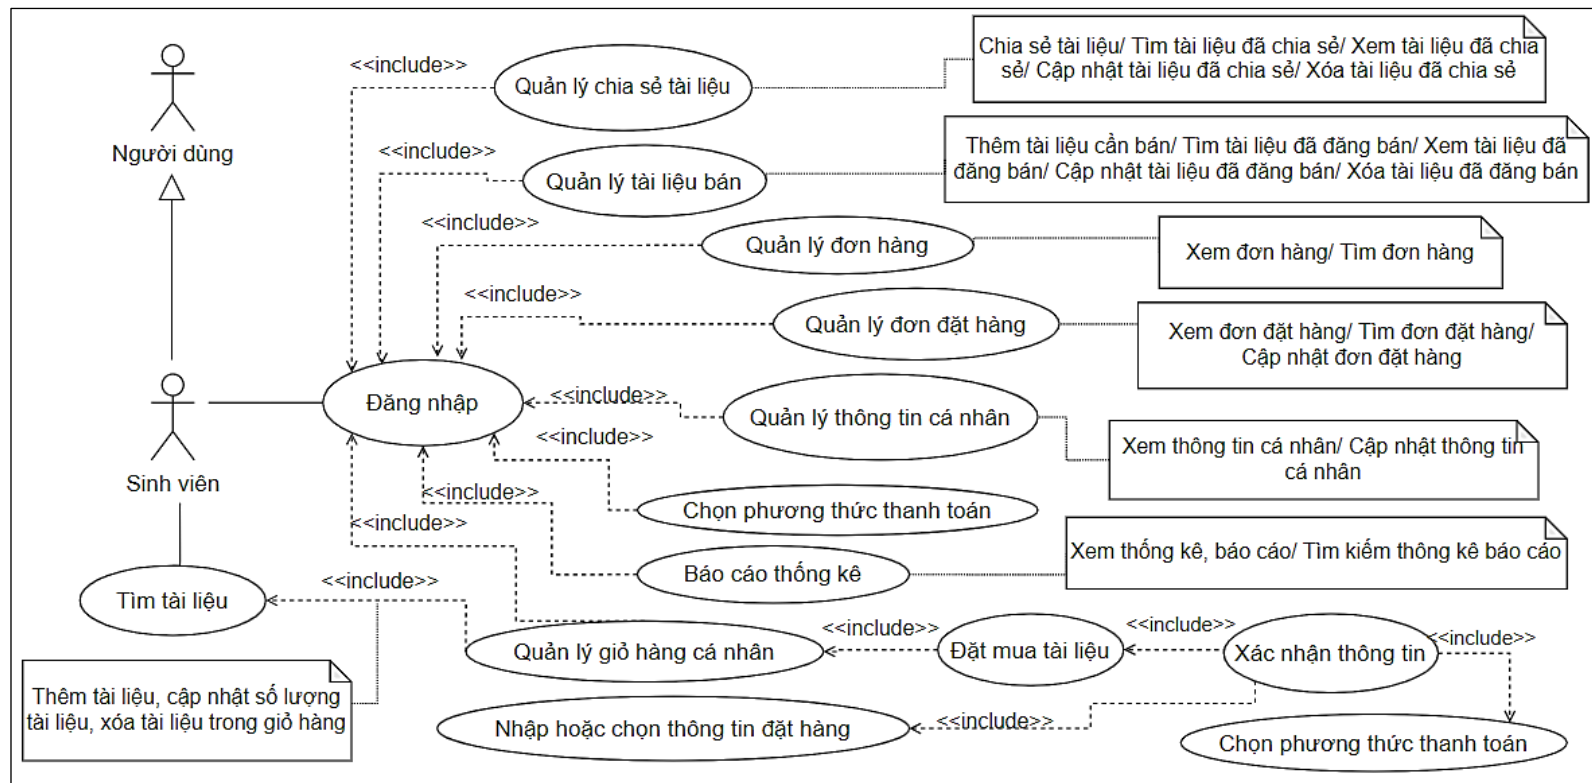 <<include>>
Quản lý chia sẻ tài liệu
Chia sẻ tài liệu/ Tìm tài liệu đã chia sẻ/ Xem tài liệu đã chia
sẻ/ Cập nhật tài liệu đã chia sẻ/ Xóa tài liệu đã chia sẻ
Người dùng
<<include>>
Quản lý tài liệu bán
Thêm tài liệu cần bán/ Tìm tài liệu đã đăng bán/ Xem tài liệu đã
đăng bán/ Cập nhật tài liệu đã đăng bán/ Xóa tài liệu đã đăng bán
<<include>>
Quản lý đơn hàng
Xem đơn hàng/ Tìm đơn hàng
<<include>>
Quản lý đơn đặt hàng
Xem đơn đặt hàng/ Tìm đơn đặt hàng/
Cập nhật đơn đặt hàng
Đăng nhập
<<include>>
Quản lý thông tin cá nhân
Xem thông tin cá nhân/ Cập nhật thông tin
cá nhân
Sinh viên
<<include>>
Chọn phương thức thanh toán
<<include>>
Báo cáo thống kê
Xem thống kê, báo cáo/ Tìm kiếm thông kê báo cáo
<<include>>
Tìm tài liệu
<<include>>
Quản lý giỏ hàng cá nhân
<<include>>
Đặt mua tài liệu
<<include>>
Xác nhận thông tin
<<include>>
Thêm tài liệu, cập nhật số lượng
tài liệu, xóa tài liệu trong giỏ hàng
Nhập hoặc chọn thông tin đặt hàng
<<include>>
Chọn phương thức thanh toán